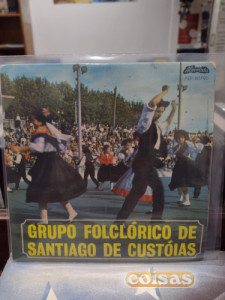 GRUPO FOLCLÓRICO DE
SANTIAGO DE CUSTÓIAS
coisas